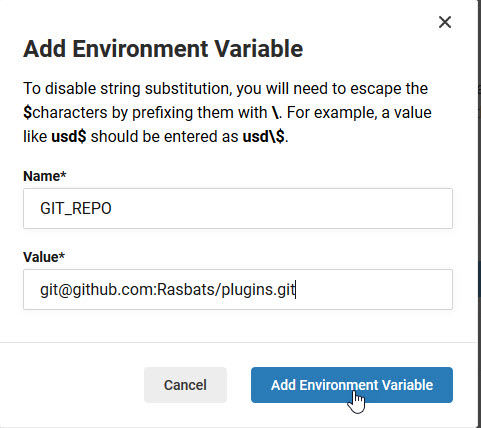 Add Environment Variable
To disable string substitution, you will need to escape the
$characters by prefixing them with \. For example, a value
like usd$ should be entered as usd\$.
Name*
GIT_REPO
Value*
git@github.com:Rasbats/plugins.git
Cancel
Add Environment Variable